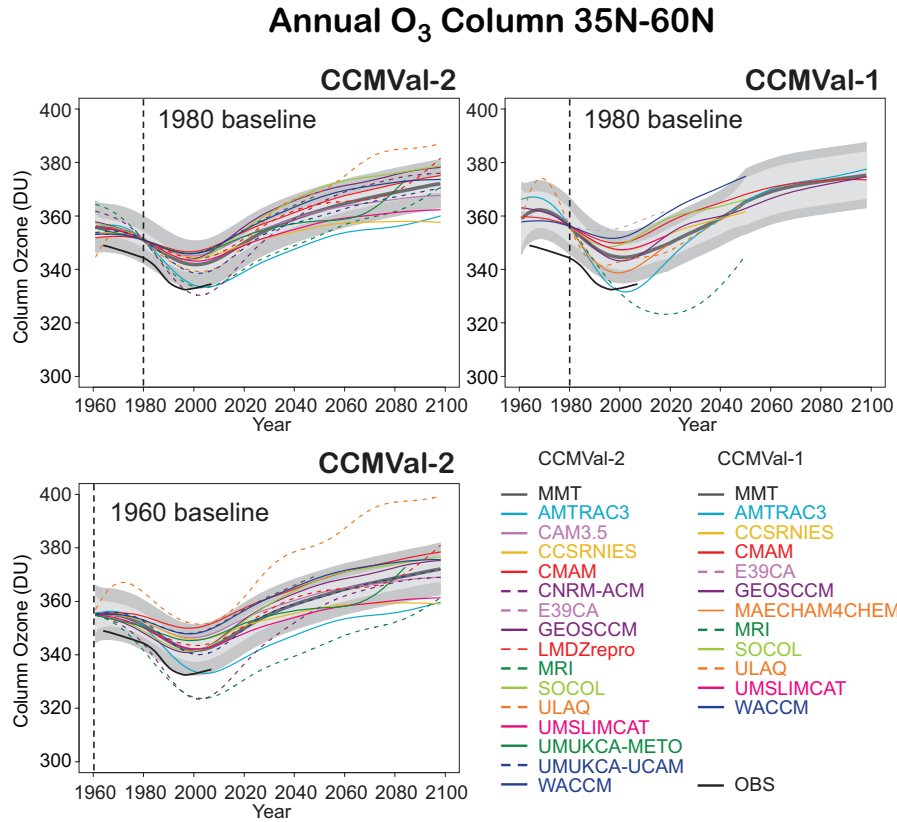 Annual O₃ Column 35N-60N
CCMVal-2
1980 baseline
Column Ozone (DU)
400
380
360
340
320
300
1960 1980 2000 2020 2040 2060 2080 2100
Year
CCMVal-1
1980 baseline
400
380
360
340
320
300
1960 1980 2000 2020 2040 2060 2080 2100
Year
CCMVal-2
1960 baseline
Column Ozone (DU)
400
380
360
340
320
300
1960 1980 2000 2020 2040 2060 2080 2100
Year
CCMVal-2
MMT
AMTRAC3
CAM3.5
CCSRNIES
CMAM
CNRM-ACM
E39CA
GEOSCCM
LMDZrepro
MRI
SOCOL
ULAQ
UMSLIMCAT
UMUKCA-METO
UMUKCA-UCAM
WACCM
CCMVal-1
MMT
AMTRAC3
CCSRNIES
CMAM
E39CA
GEOSCCM
MAECHAM4CHEM
MRI
SOCOL
ULAQ
UMSLIMCAT
WACCM
OBS